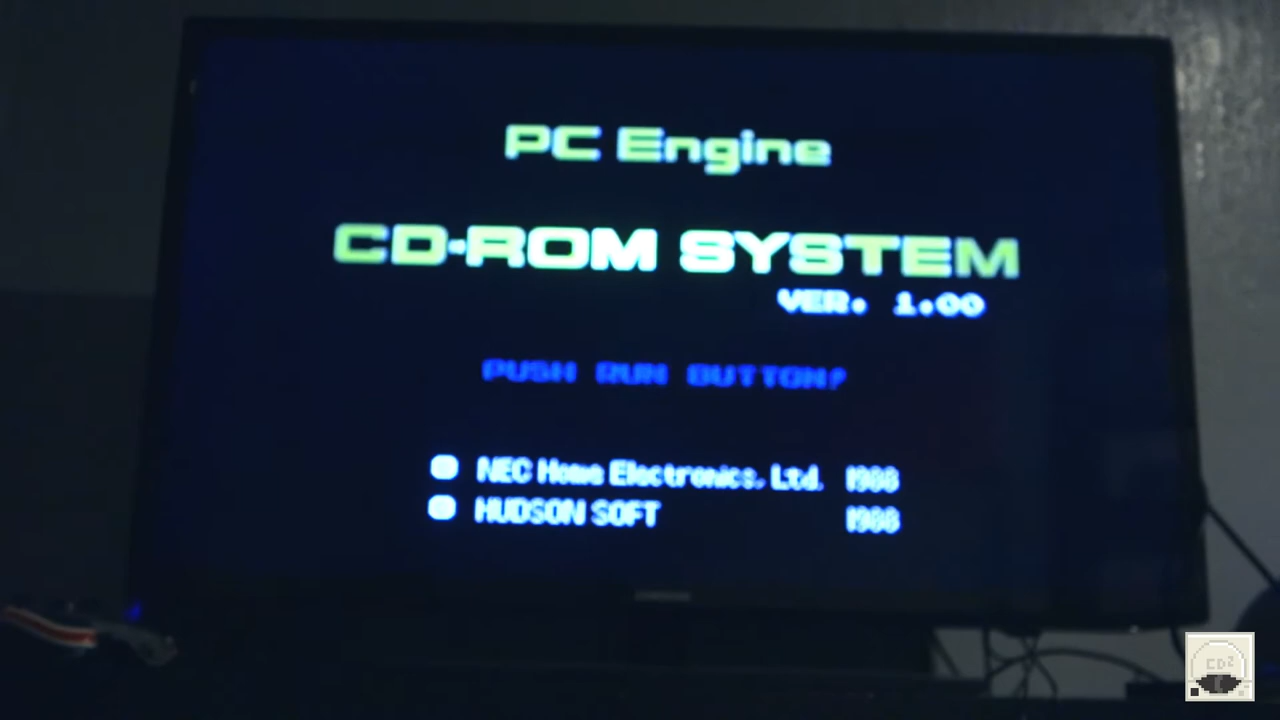 PC Engine
CD-ROM SYSTEM
VER. 1.00
PUSH RUN BUTTON!
NEC Home Electronics, Ltd. 1988
HUDSON SOFT 1988
CD²